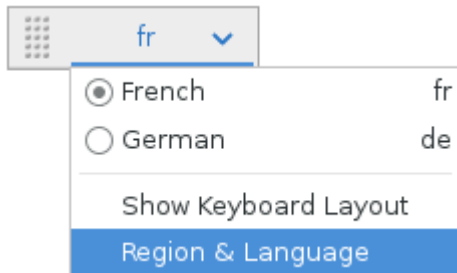 fr
French fr
German de
Show Keyboard Layout
Region & Language